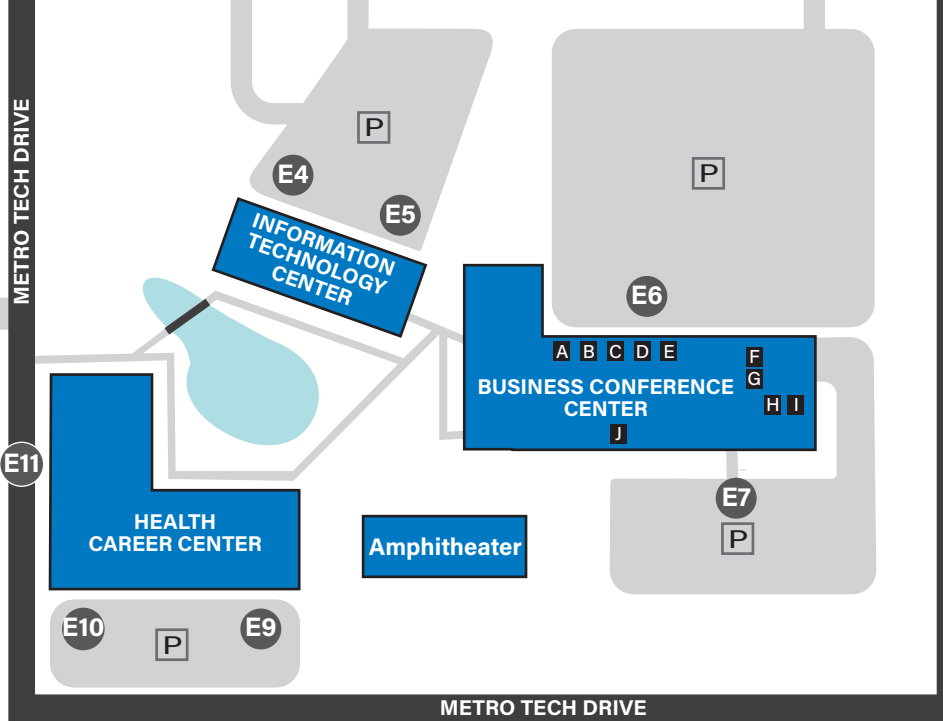 METRO TECH DRIVE
P
E4
E5
INFORMATION
TECHNOLOGY
CENTER
P
E6
A B C D E
F
G
H I
BUSINESS CONFERENCE
CENTER
J
E11
HEALTH
CAREER CENTER
Amphitheater
E7
P
E10
P
E9
METRO TECH DRIVE